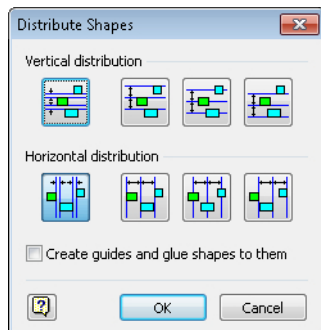 Distribute Shapes
Vertical distribution
Horizontal distribution
Create guides and glue shapes to them
?
OK
Cancel